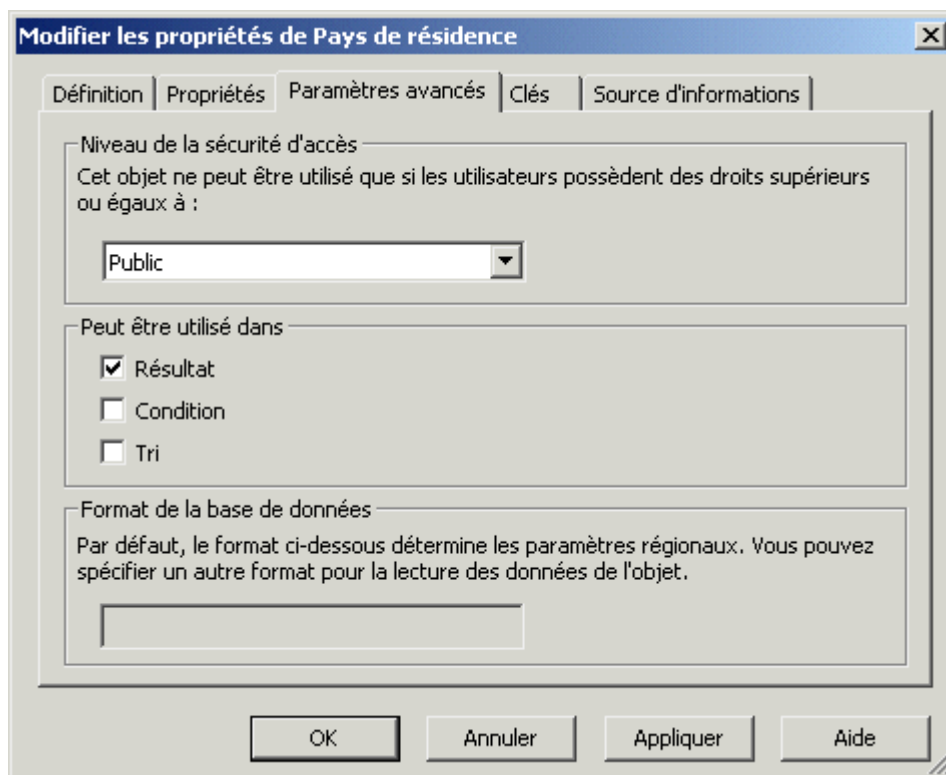 Modifier les propriétés de Pays de résidence
Définition Propriétés Paramètres avancés Clés Source d'informations
Niveau de la sécurité d'accès
Cet objet ne peut être utilisé que si les utilisateurs possèdent des droits supérieurs
ou égaux à :
Public
Peut être utilisé dans
Résultat
Condition
Tri
Format de la base de données
Par défaut, le format ci-dessous détermine les paramètres régionaux. Vous pouvez
spécifier un autre format pour la lecture des données de l'objet.
OK Annuler Appliquer Aide